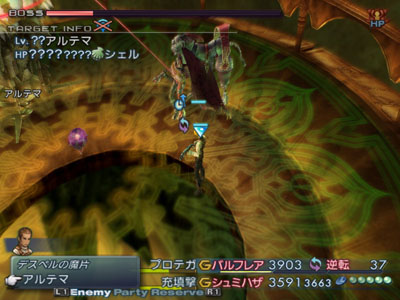 BOSS
TARGET INFO
HP
Lv. ??アルテマ
HP????????シェル
アルテマ
デスペルの魔片 プロテガ Gバルフレア 3903 逆転 37
アルテマ 充填撃 Gシュミハザ 3591 3663
L1 Enemy Party Reserve R1